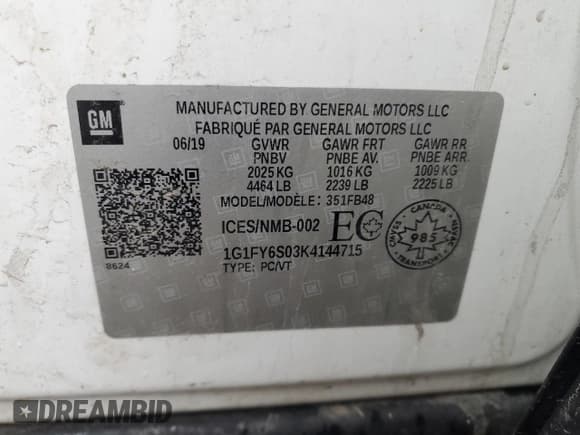 GM
MANUFACTURED BY GENERAL MOTORS LLC
FABRIQUÉ PAR GENERAL MOTORS LLC
06/19 GVWR GAWR FRT GAWR RR
PNBV PNBE AV. PNBE ARR.
2025 KG 1016 KG 1009 KG
4464 LB 2239 LB 2225 LB
MODEL/MODÈLE: 351FB48
ICES/NMB-002 EC
CANADA
985
TRANSPORT
1G1FY6S03K4144715
TYPE: PC/VT
8624
DREAMBID